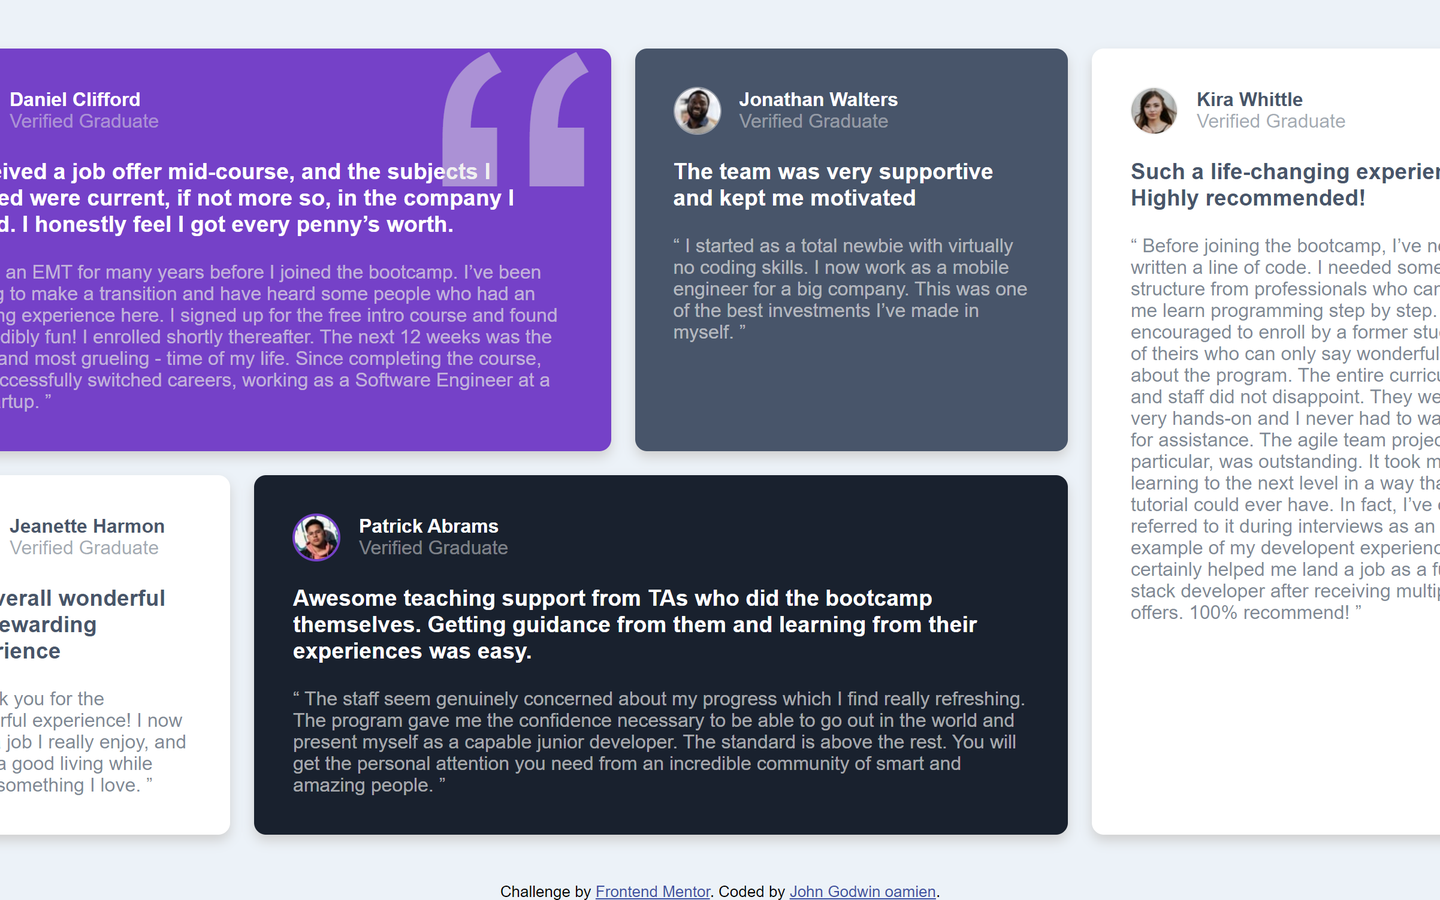 Daniel Clifford
Verified Graduate
eived a job offer mid-course, and the subjects I
ed were current, if not more so, in the company I
d. I honestly feel I got every penny’s worth.
an EMT for many years before I joined the bootcamp. I’ve been
g to make a transition and have heard some people who had an
ng experience here. I signed up for the free intro course and found
dibly fun! I enrolled shortly thereafter. The next 12 weeks was the
and most grueling - time of my life. Since completing the course,
ccessfully switched careers, working as a Software Engineer at a
rtup. ”
Jonathan Walters
Verified Graduate
The team was very supportive
and kept me motivated
“ I started as a total newbie with virtually
no coding skills. I now work as a mobile
engineer for a big company. This was one
of the best investments I’ve made in
myself. ”
Kira Whittle
Verified Graduate
Such a life-changing experien
Highly recommended!
“ Before joining the bootcamp, I’ve ne
written a line of code. I needed some
structure from professionals who can
me learn programming step by step.
encouraged to enroll by a former stu
of theirs who can only say wonderful
about the program. The entire curricu
and staff did not disappoint. They we
very hands-on and I never had to wa
for assistance. The agile team projec
particular, was outstanding. It took m
learning to the next level in a way tha
tutorial could ever have. In fact, I’ve
referred to it during interviews as an
example of my developent experienc
certainly helped me land a job as a fu
stack developer after receiving multip
offers. 100% recommend! ”
Jeanette Harmon
Verified Graduate
verall wonderful
ewarding
rience
k you for the
rful experience! I now
job I really enjoy, and
a good living while
something I love. ”
Patrick Abrams
Verified Graduate
Awesome teaching support from TAs who did the bootcamp
themselves. Getting guidance from them and learning from their
experiences was easy.
“ The staff seem genuinely concerned about my progress which I find really refreshing.
The program gave me the confidence necessary to be able to go out in the world and
present myself as a capable junior developer. The standard is above the rest. You will
get the personal attention you need from an incredible community of smart and
amazing people. ”
Challenge by Frontend Mentor. Coded by John Godwin oamien.